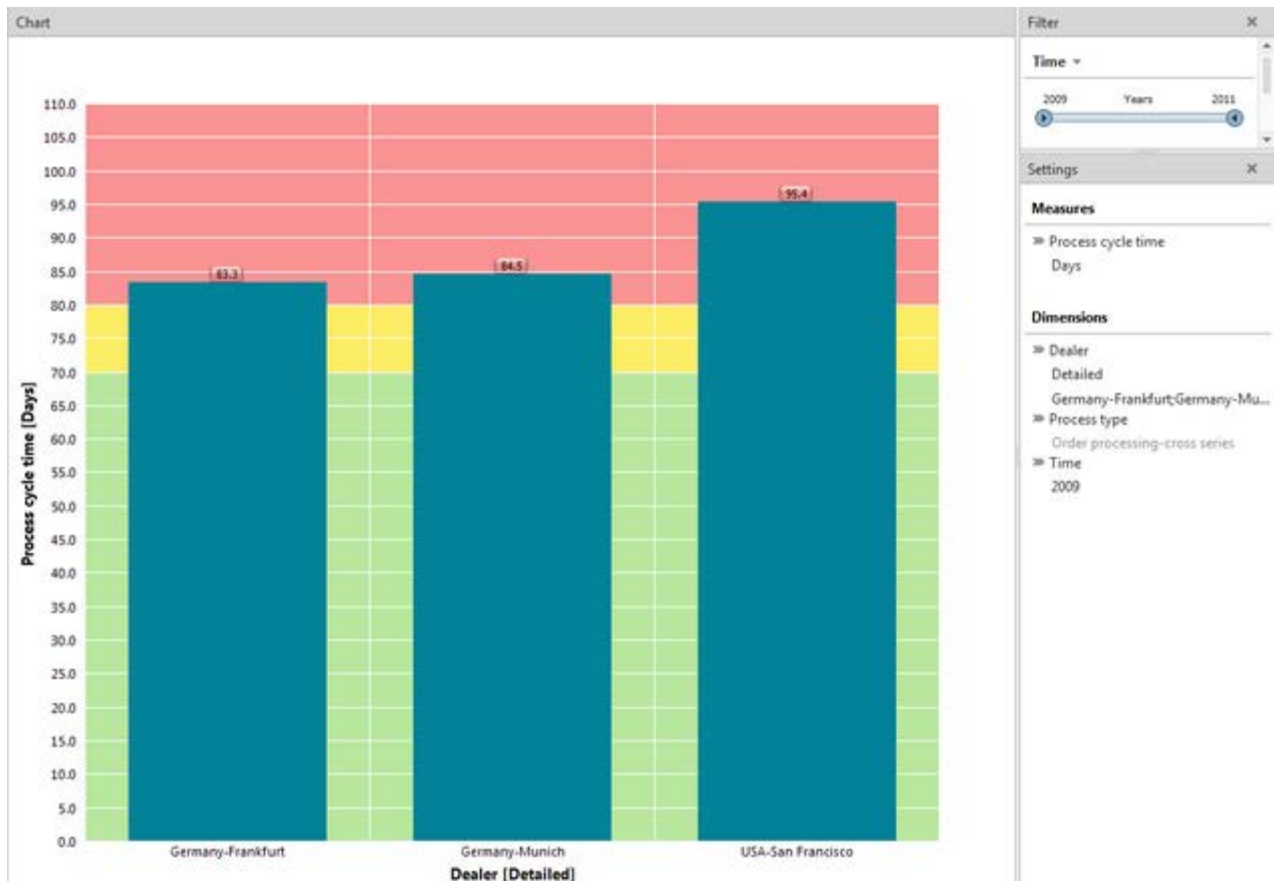 Chart
110.0
105.0
100.0
95.0
90.0
85.0
80.0
75.0
70.0
65.0
60.0
55.0
50.0
45.0
40.0
35.0
30.0
25.0
20.0
15.0
10.0
5.0
0.0
Process cycle time [Days]
83.3
84.5
95.4
Germany-Frankfurt
Germany-Munich
USA-San Francisco
Dealer [Detailed]
Filter
Time
2009 Years 2011
Settings
Measures
Process cycle time
Days
Dimensions
Dealer
Detailed
Germany-Frankfurt;Germany-Mu...
Process type
Order processing-cross series
Time
2009